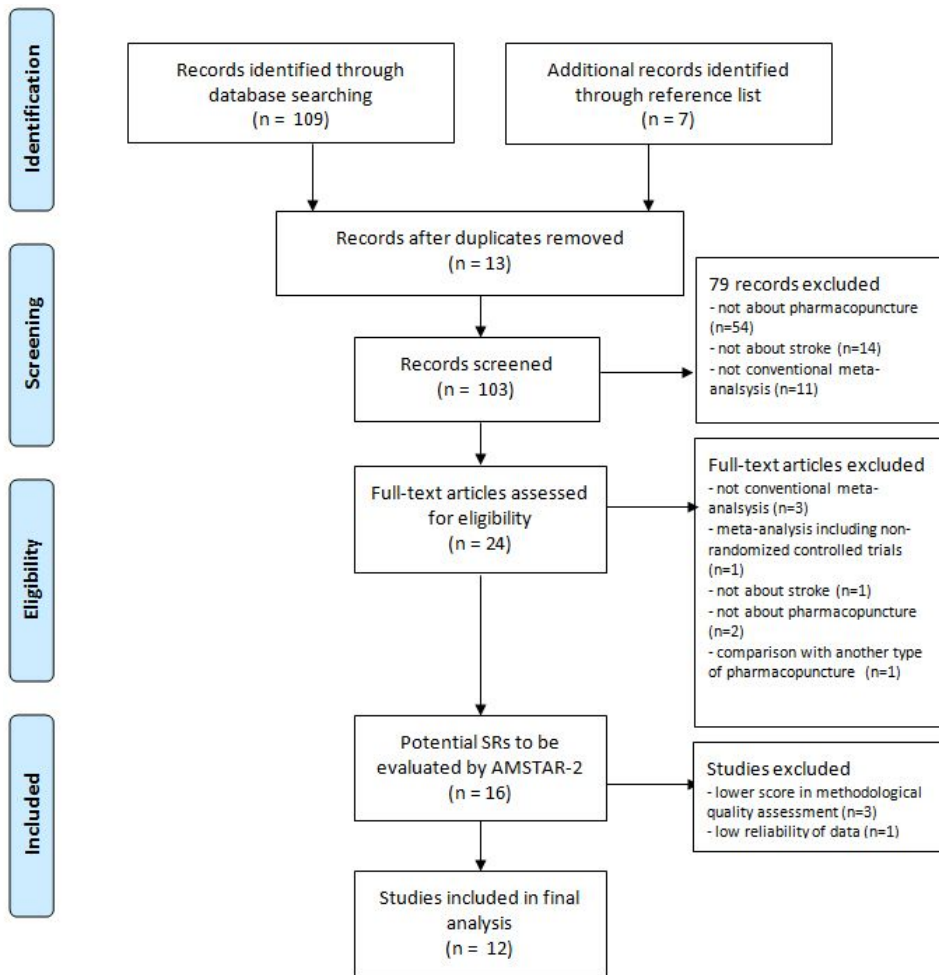 Identification
Records identified through
database searching
(n = 109)
Additional records identified
through reference list
(n = 7)
Records after duplicates removed
(n = 13)
Screening
Records screened
(n = 103)
79 records excluded
- not about pharmacopuncture
(n=54)
- not about stroke (n=14)
- not conventional meta-
analsysis (n=11)
Eligibility
Full-text articles assessed
for eligibility
(n = 24)
Full-text articles excluded
- not conventional meta-
analsysis (n=3)
- meta-analysis including non-
randomized controlled trials
(n=1)
- not about stroke (n=1)
- not about pharmacopuncture
(n=2)
- comparison with another type
of pharmacopuncture (n=1)
Included
Potential SRs to be
evaluated by AMSTAR-2
(n = 16)
Studies excluded
- lower score in methodological
quality assessment (n=3)
- low reliability of data (n=1)
Studies included in final
analysis
(n = 12)